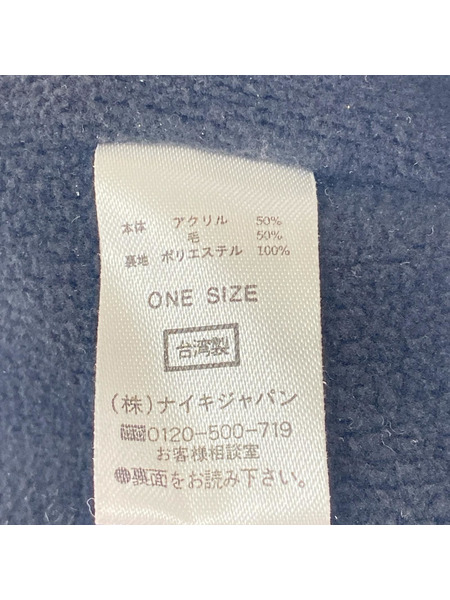 本体 アクリル 50%
毛 50%
裏地 ポリエステル 100%
ONE SIZE
台湾製
(株)ナイキジャパン
0120-500-719
お客様相談室
裏面をお読み下さい。